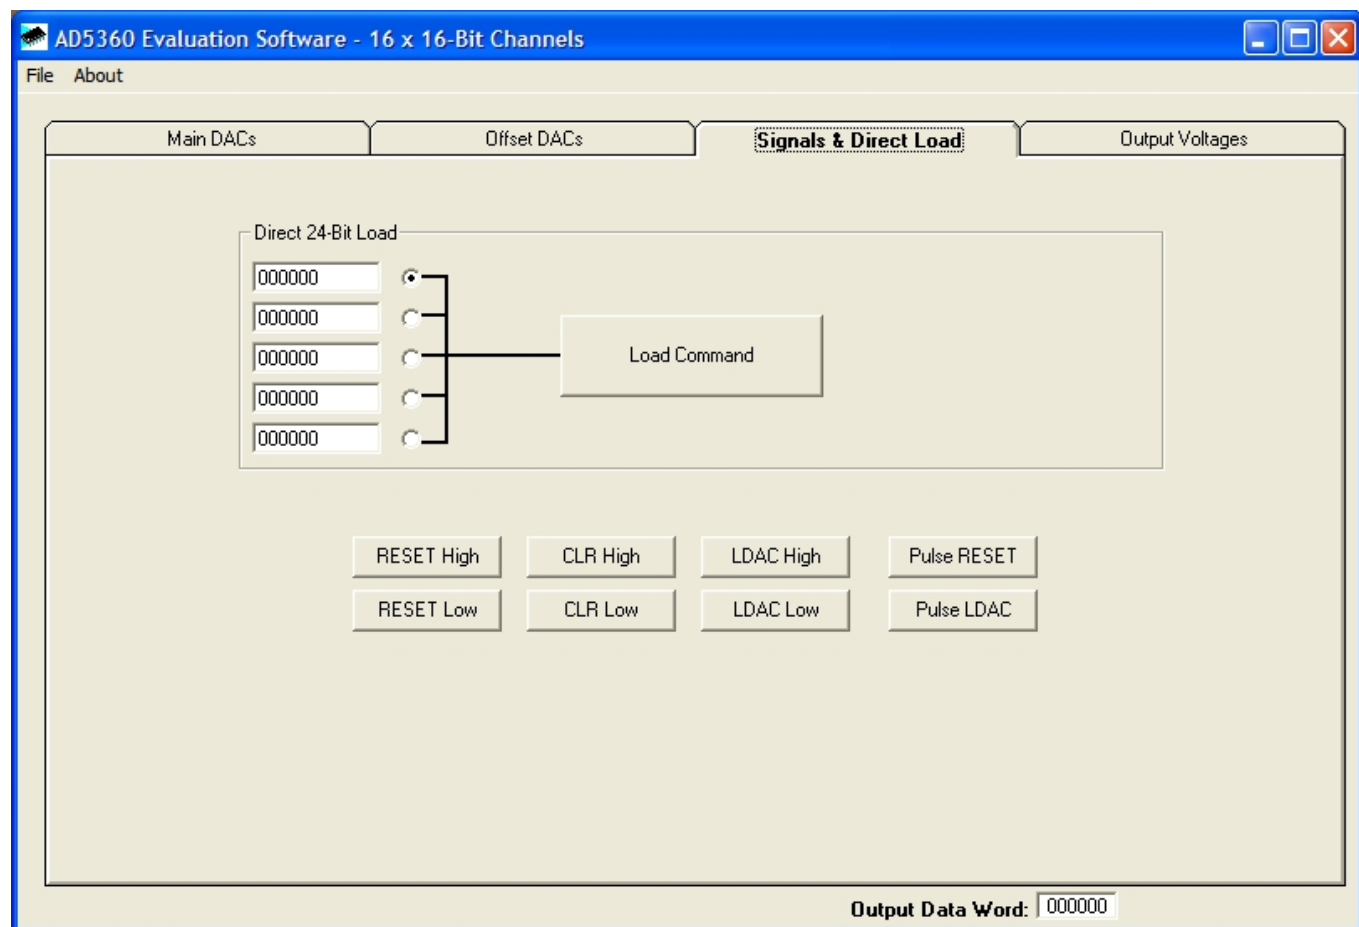 AD5360 Evaluation Software - 16 x 16-Bit Channels
File About
Main DACs Offset DACs Signals & Direct Load Output Voltages
Direct 24-Bit Load
000000
000000
000000
Load Command
000000
000000
RESET High CLR High LDAC High Pulse RESET
RESET Low CLR Low LDAC Low Pulse LDAC
Output Data Word: 000000